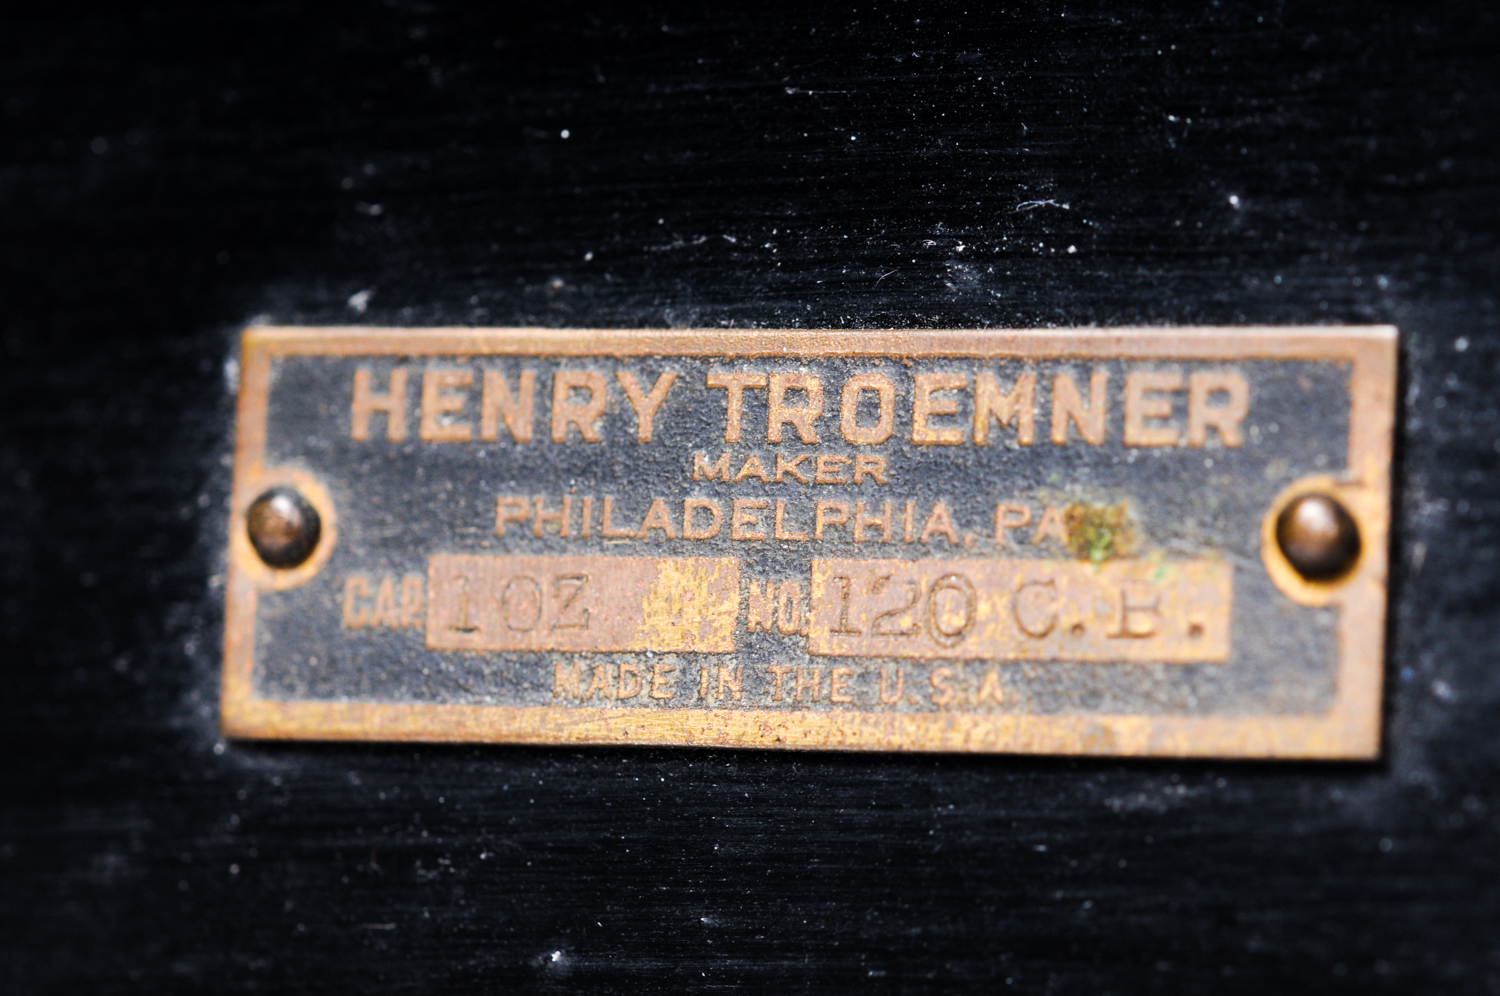 HENRY TROEMNER
MAKER
PHILADELPHIA, PA
CAP. 1 OZ NO. 120 C. B.
MADE IN THE U.S.A.